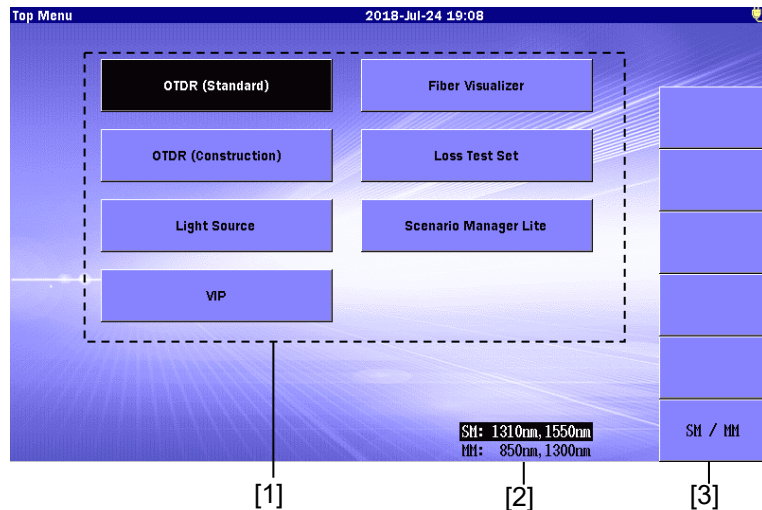 Top Menu 2018-Jul-24 19:08
OTDR (Standard) Fiber Visualizer
OTDR (Construction) Loss Test Set
Light Source Scenario Manager Lite
VIP
SM: 1310nm,1550nm
MM: 850nm,1300nm
SM / MM
[1] [2] [3]